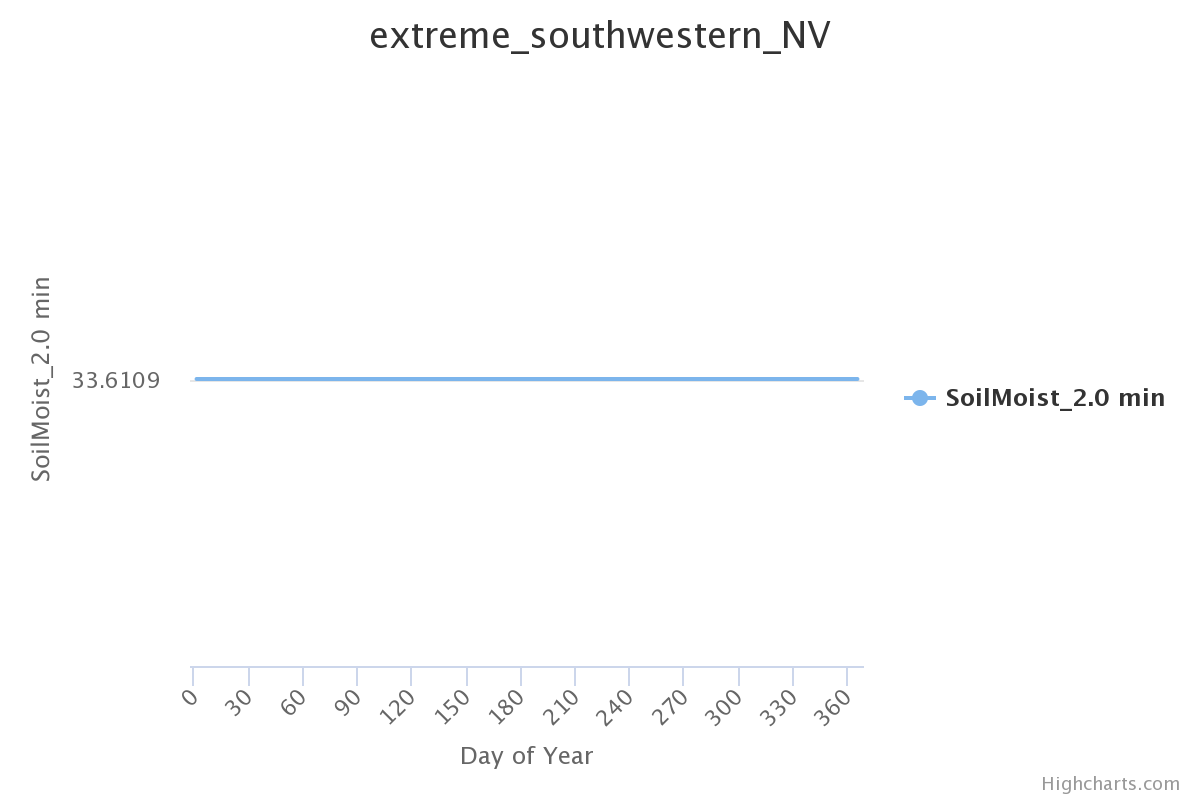 extreme_southwestern_NV
SoilMoist_2.0 min
33.6109
SoilMoist_2.0 min
0
30
60
90
120
150
180
210
240
270
300
330
360
Day of Year
Highcharts.com